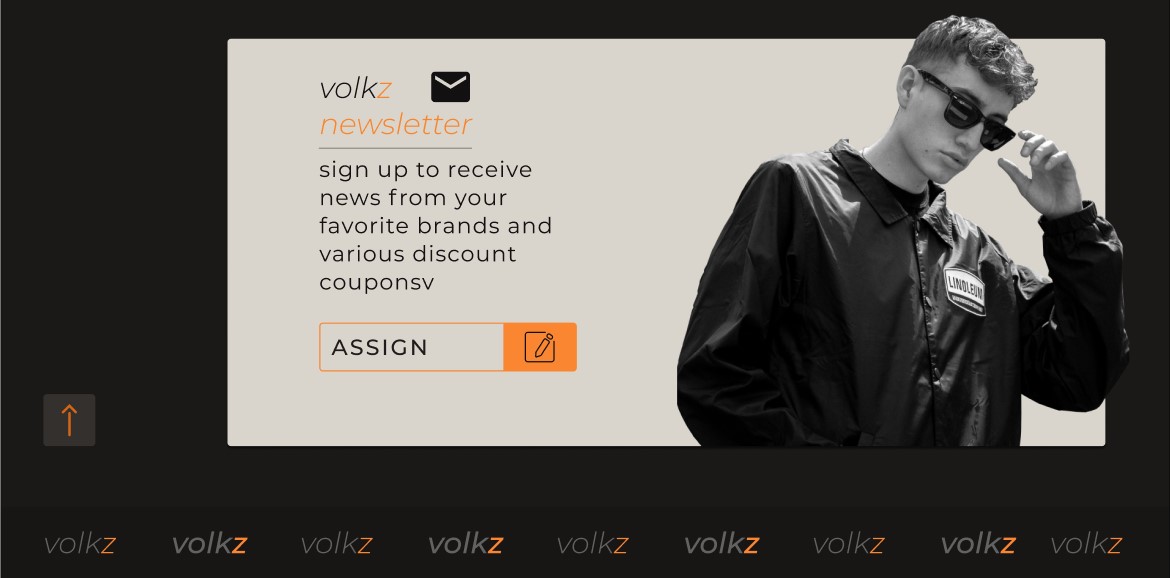 volkz
newsletter
sign up to receive
news from your
favorite brands and
various discount
couponsv
ASSIGN
LINOLEUM
volkz volkz volkz volkz volkz volkz volkz volkz volkz